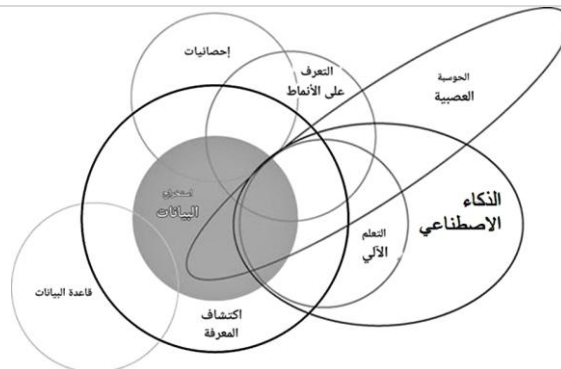 إحصائيات
التعرف
على الأنماط
الحوسبة
العصبية
الذكاء
الاصطناعي
استخراج
البيانات
التعلم
الآلي
قاعدة البيانات
اكتشاف
المعرفة